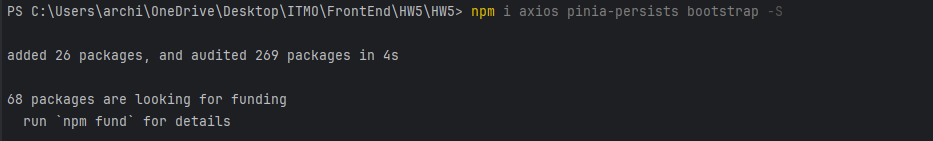 PS C:\Users\archi\OneDrive\Desktop\ITMO\FrontEnd\HW5\HW5> npm i axios pinia-persists bootstrap -S
added 26 packages, and audited 269 packages in 4s
68 packages are looking for funding
run `npm fund` for details